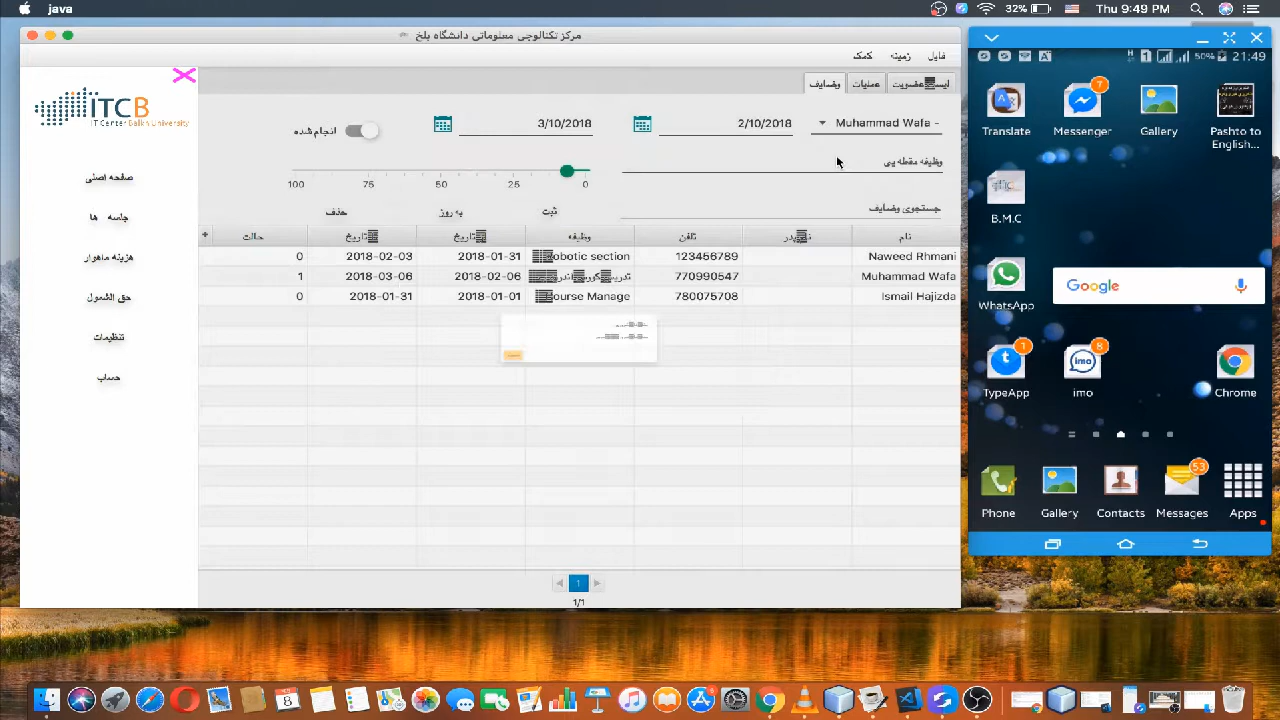 java
32%
Thu 9:49 PM
مرکز تکنالوجی معلوماتی دانشگاه بلخ
فایل
زمینه
کمک
ITCB
IT Center Balkh University
صفحه اصلی
جلسه ها
هزینه ماهوار
حق الشمول
تنظیمات
حساب
عملیات
وضایف
Muhammad Wafa -
2/10/2018
3/10/2018
انجام شده
وظیفه مقطه یی
100
75
50
25
0
جستجوی وضایف
ثبت
به روز
حذف
نام
تلفن
وظیفه
تاریخ
تاریخ
حالت
+
Naweed Rhmani
123456789
obotic section
2018-01-31
2018-02-03
0
Muhammad Wafa
770990547
2018-02-06
2018-03-06
1
Ismail Hajizda
780075708
ourse Manage
2018-01-01
2018-01-31
0
1
1/1
50%
21:49
Translate
7
Messenger
Gallery
Pashto to
English...
B.M.C
WhatsApp
Google
1
TypeApp
8
imo
Chrome
Phone
Gallery
Contacts
53
Messages
Apps